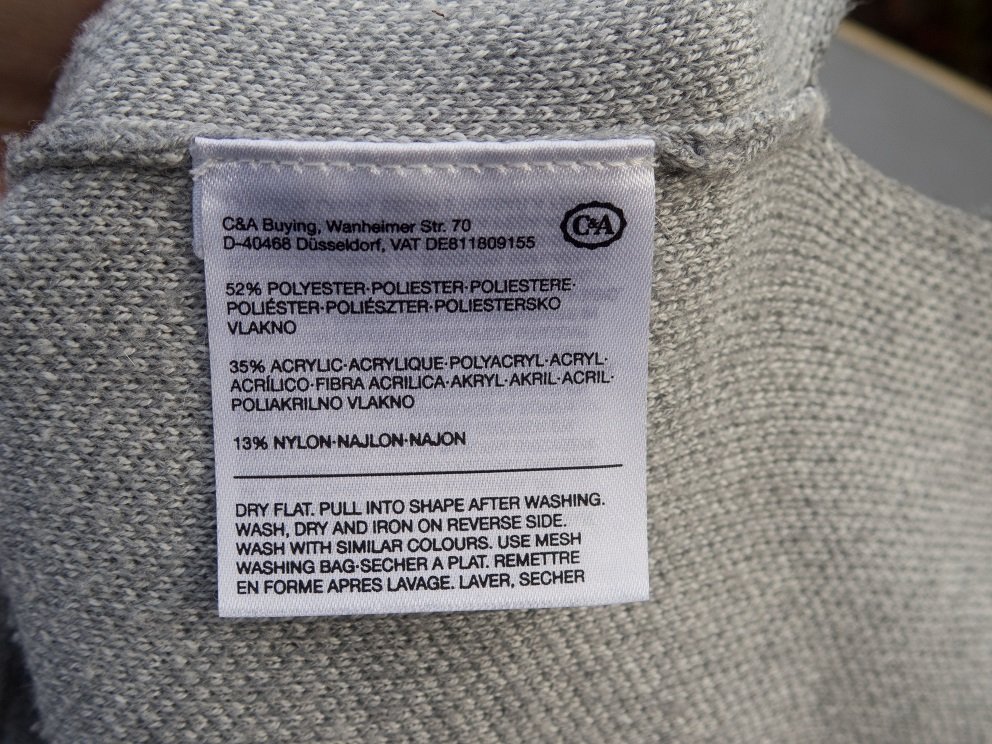 C&A Buying, Wanheimer Str. 70
D-40468 Düsseldorf, VAT DE811809155
C&A
52% POLYESTER·POLIESTER·POLIESTERE·
POLIÉSTER·POLIÉSZTER·POLIESTERSKO
VLAKNO
35% ACRYLIC·ACRYLIQUE·POLYACRYL·ACRYL·
ACRÍLICO·FIBRA ACRILICA·AKRYL·AKRIL·ACRIL·
POLIAKRILNO VLAKNO
13% NYLON·NAJLON·NAJON
DRY FLAT. PULL INTO SHAPE AFTER WASHING.
WASH, DRY AND IRON ON REVERSE SIDE.
WASH WITH SIMILAR COLOURS. USE MESH
WASHING BAG·SECHER A PLAT. REMETTRE
EN FORME APRES LAVAGE. LAVER, SECHER